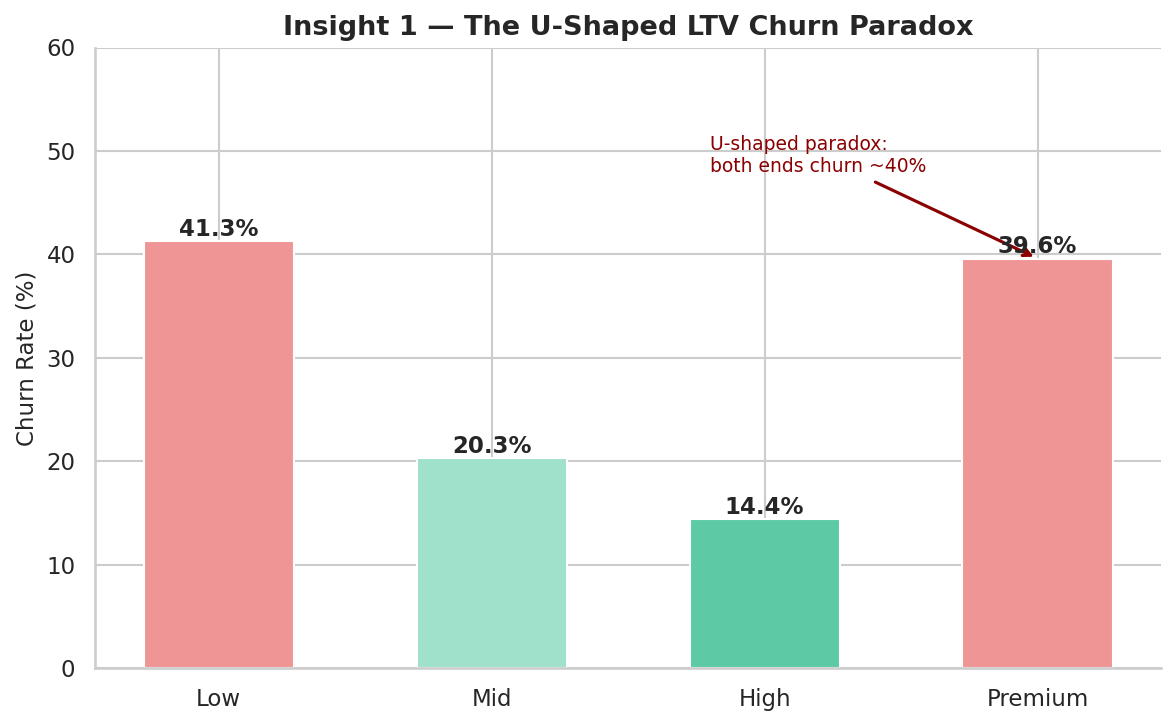 Insight 1 — The U-Shaped LTV Churn Paradox
Churn Rate (%)
60
50
40
30
20
10
0
U-shaped paradox:
both ends churn ~40%
41.3%
20.3%
14.4%
39.6%
Low
Mid
High
Premium